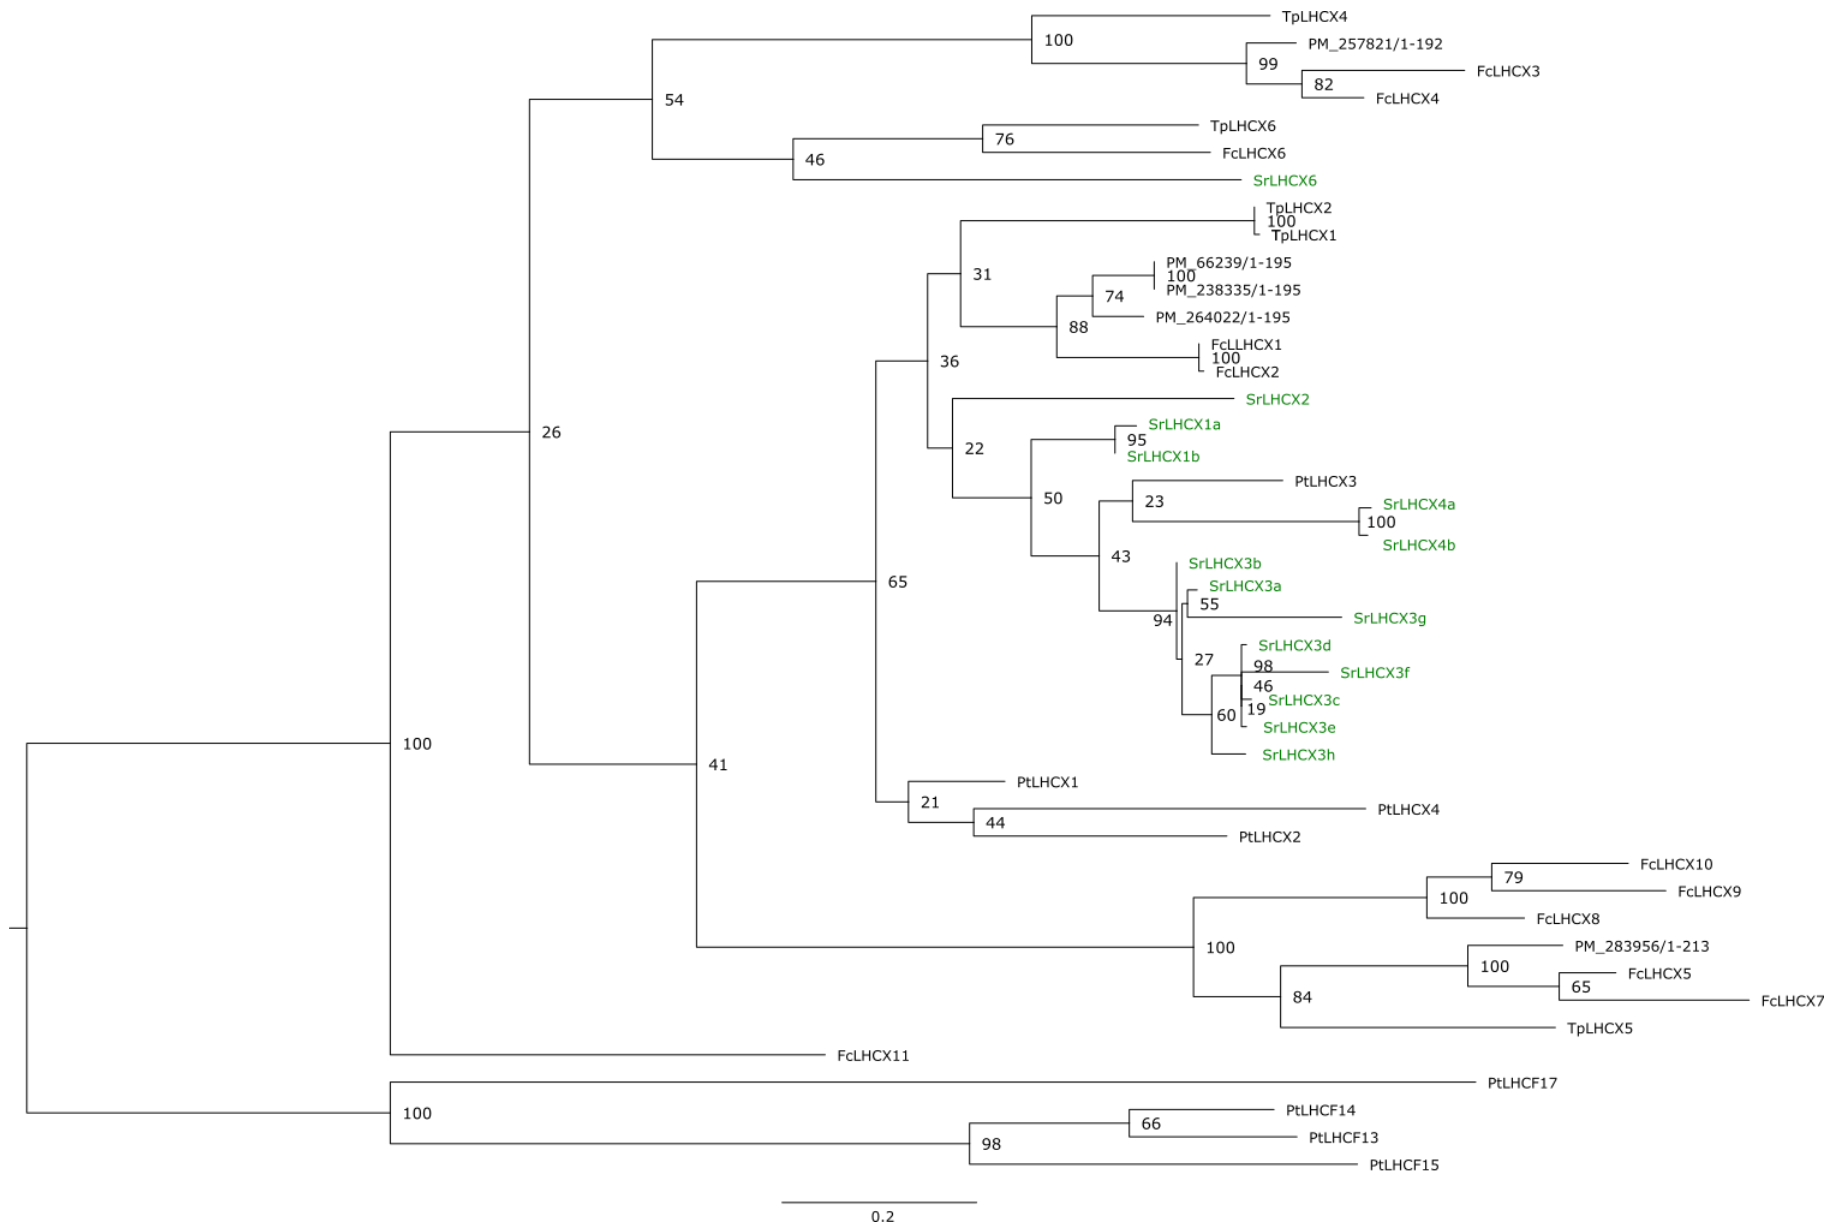 TpLHCX4
100
PM_257821/1-192
99
FcLHCX3
82
FcLHCX4
54
TpLHCX6
76
FcLHCX6
46
SrLHCX6
TpLHCX2
100
TpLHCX1
PM_66239/1-195
31
100
PM_238335/1-195
74
PM_264022/1-195
88
FcLLHCX1
100
36
FcLHCX2
SrLHCX2
SrLHCX1a
26
95
22
SrLHCX1b
PtLHCX3
50
23
SrLHCX4a
100
SrLHCX4b
43
SrLHCX3b
65
SrLHCX3a
55
94
SrLHCX3g
SrLHCX3d
27
98
SrLHCX3f
46
SrLHCX3c
19
60
SrLHCX3e
100
SrLHCX3h
41
PtLHCX1
21
PtLHCX4
44
PtLHCX2
FcLHCX10
79
FcLHCX9
100
FcLHCX8
PM_283956/1-213
100
100
FcLHCX5
65
84
FcLHCX7
TpLHCX5
FcLHCX11
PtLHCF17
100
PtLHCF14
66
PtLHCF13
98
PtLHCF15
0.2